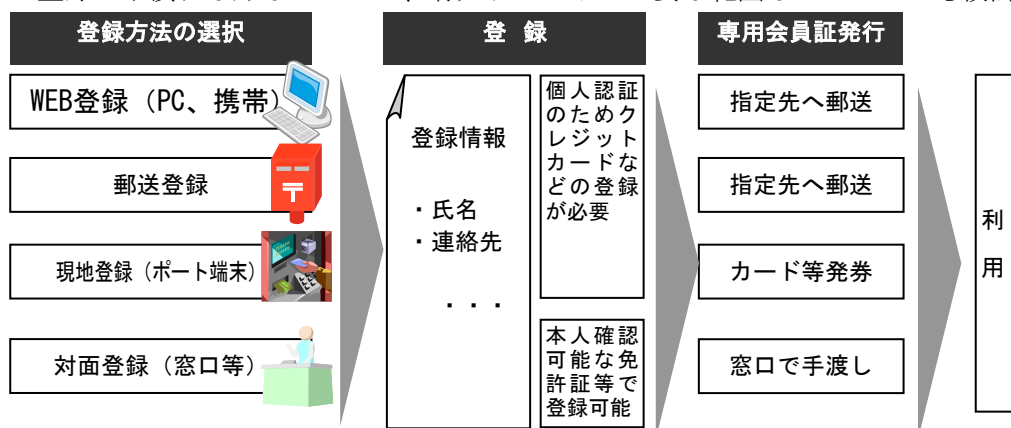 登録方法の選択
登 録
専用会員証発行
WEB登録（PC、携帯）
郵送登録
現地登録（ポート端末）
対面登録（窓口等）
登録情報
・氏名
・連絡先
・・・
個人認証
のためク
レジット
カードな
どの登録
が必要
本人確認
可能な免
許証等で
登録可能
指定先へ郵送
指定先へ郵送
カード等発券
窓口で手渡し
利
用